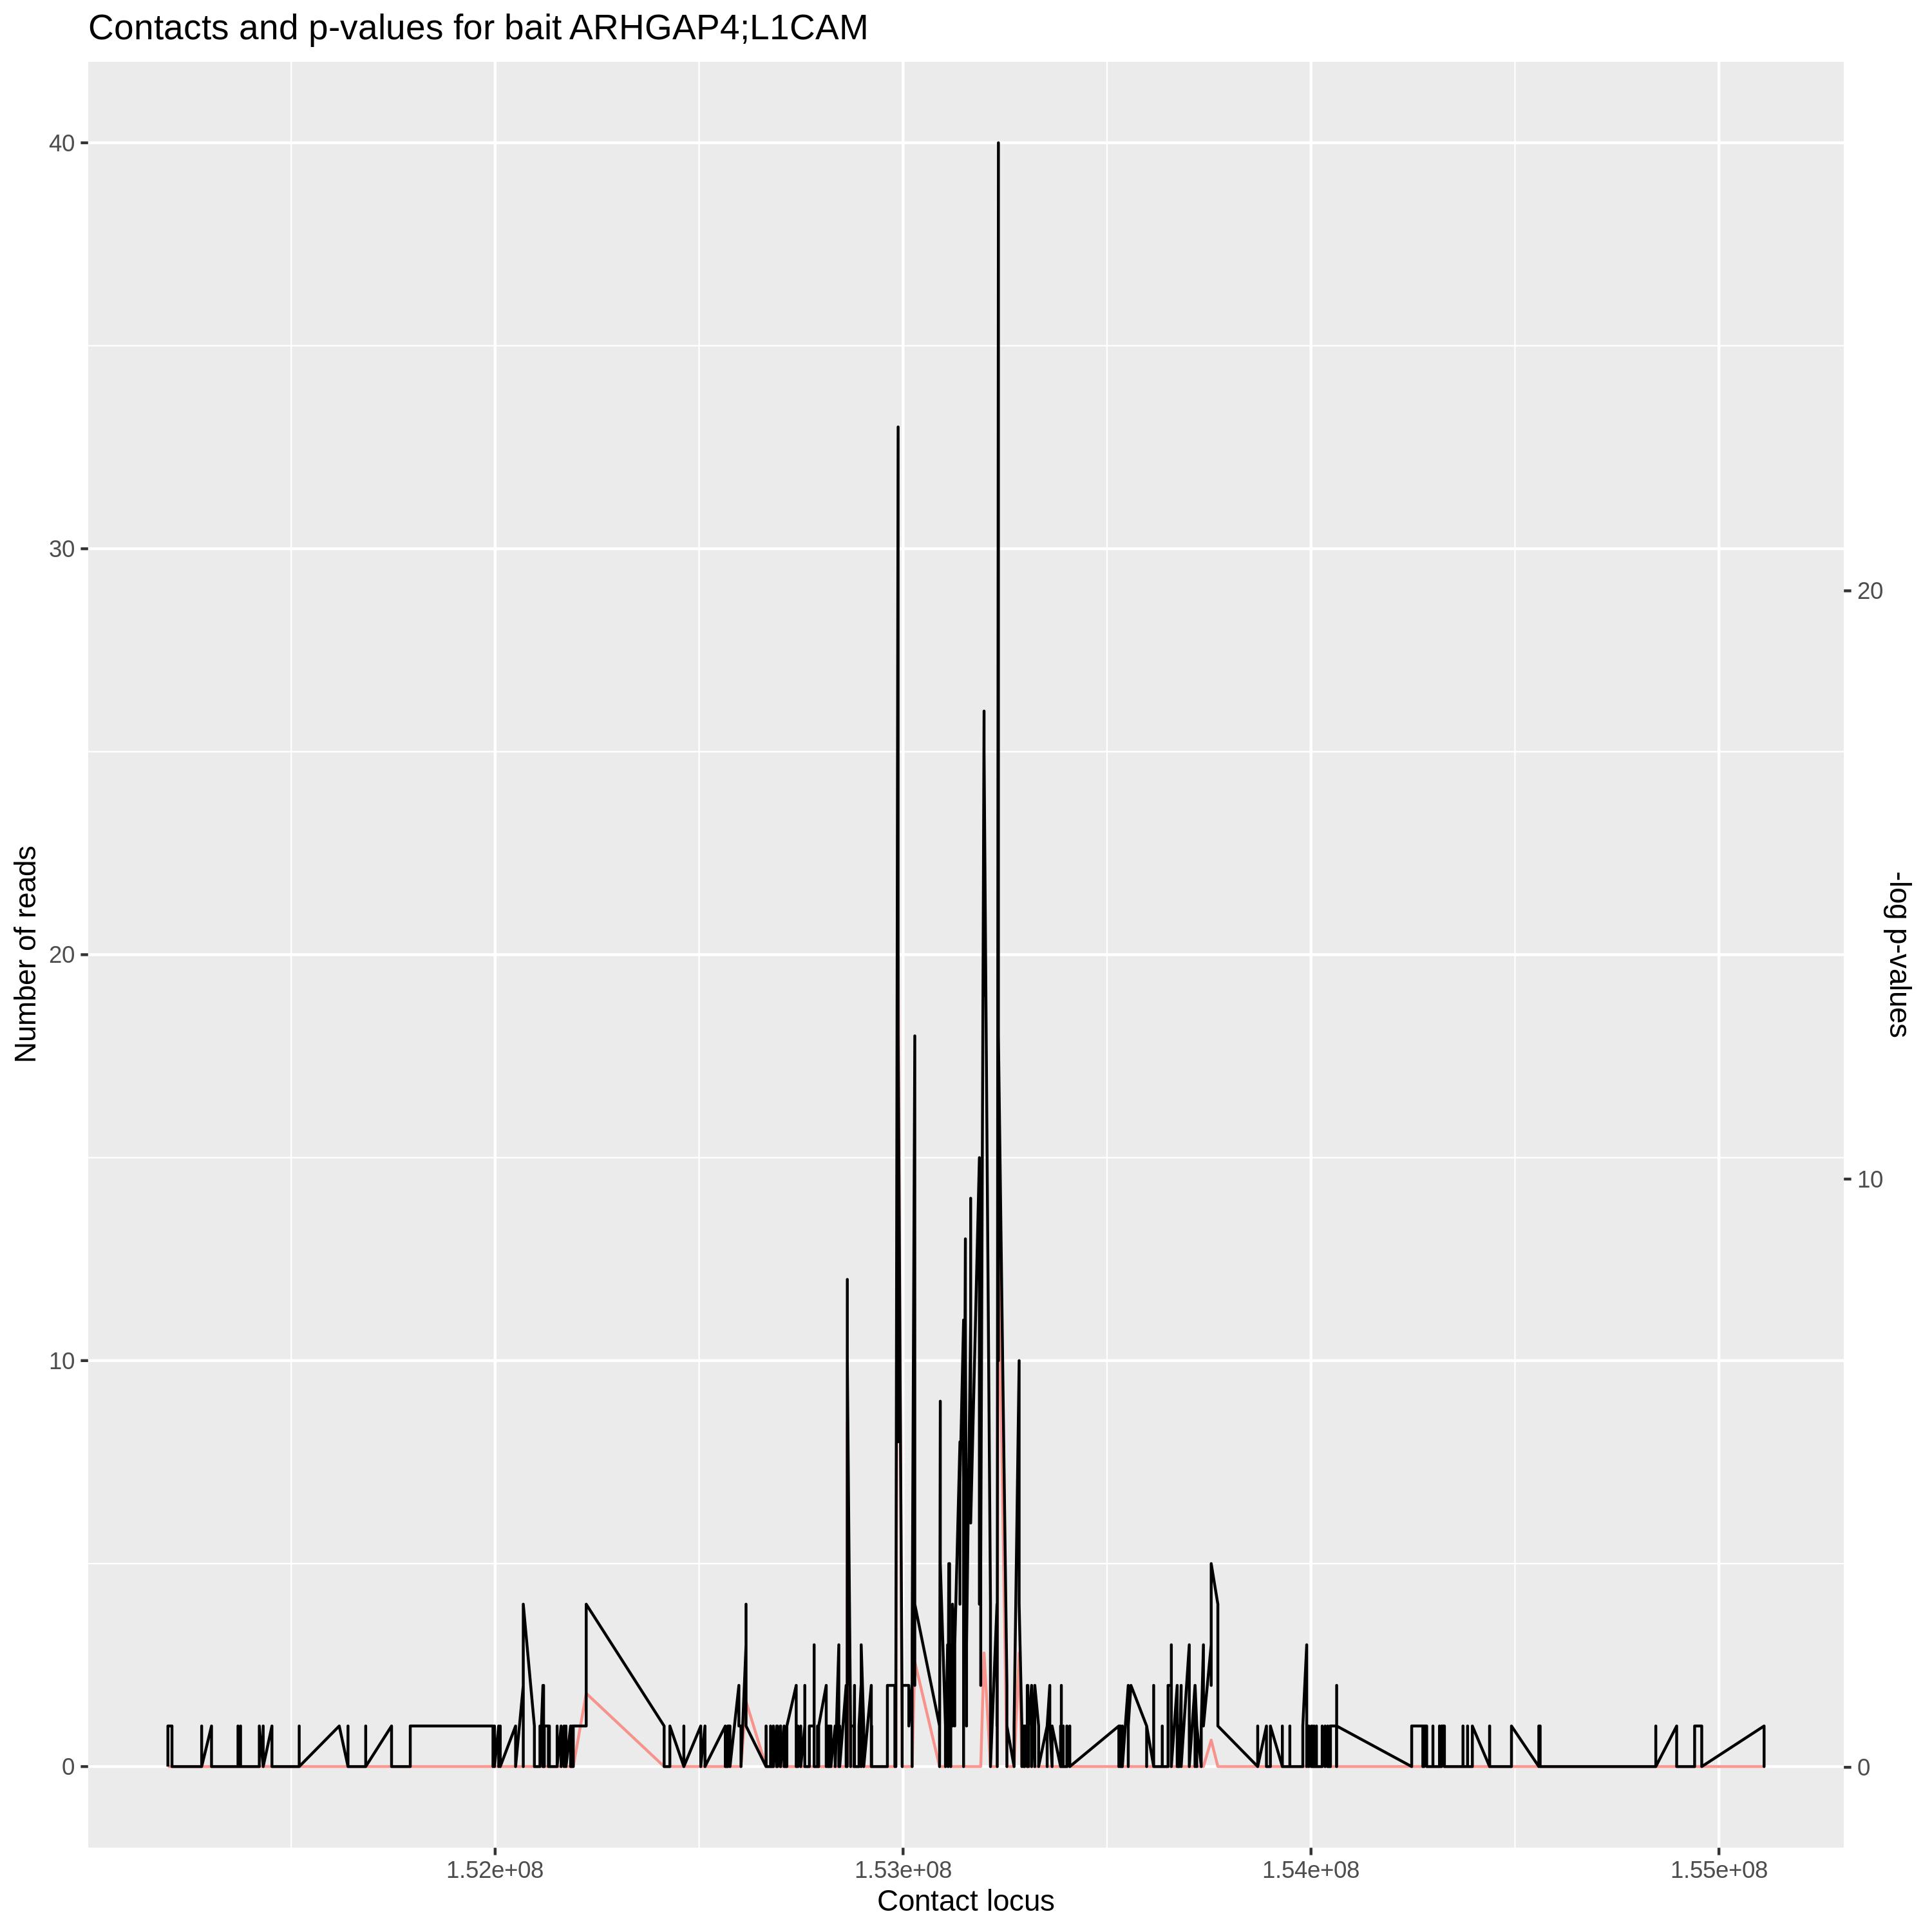 Contacts and p-values for bait ARHGAP4;L1CAM
40
30
20
10
0
Number of reads
20
10
0
-log p-values
1.52e+08
1.53e+08
1.54e+08
1.55e+08
Contact locus